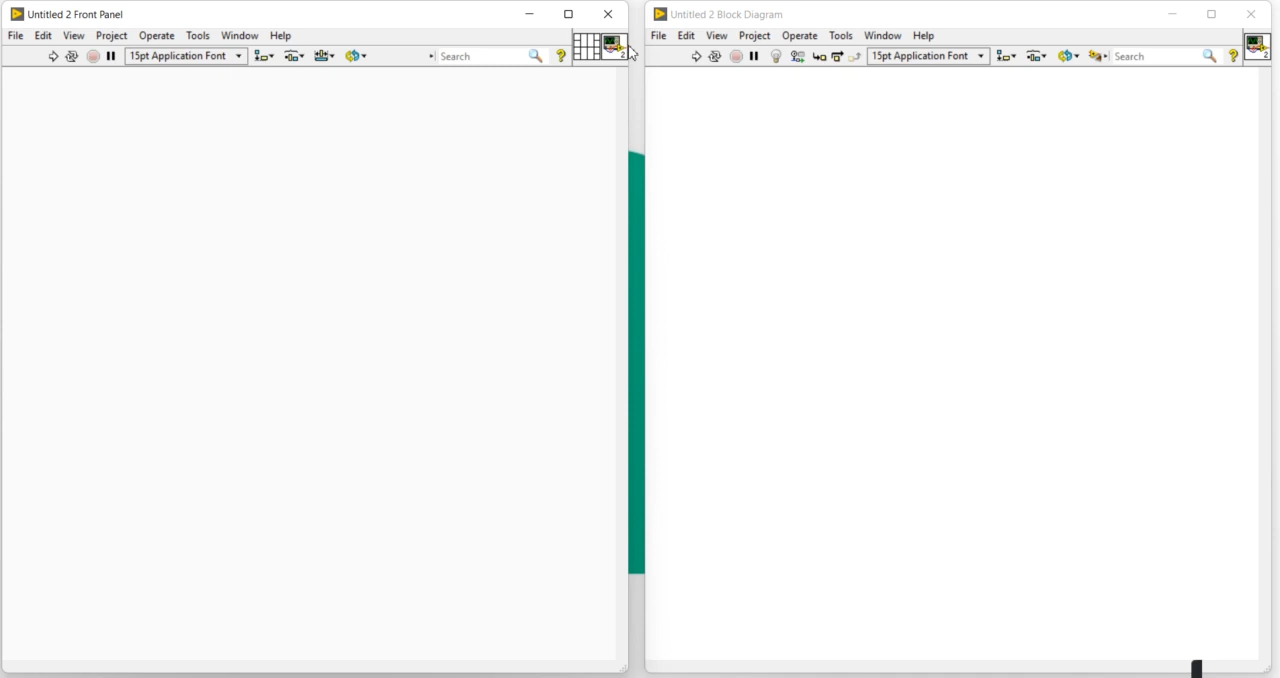 Untitled 2 Front Panel
File Edit View Project Operate Tools Window Help
15pt Application Font Search ? 2
Untitled 2 Block Diagram
File Edit View Project Operate Tools Window Help
15pt Application Font Search ? 2